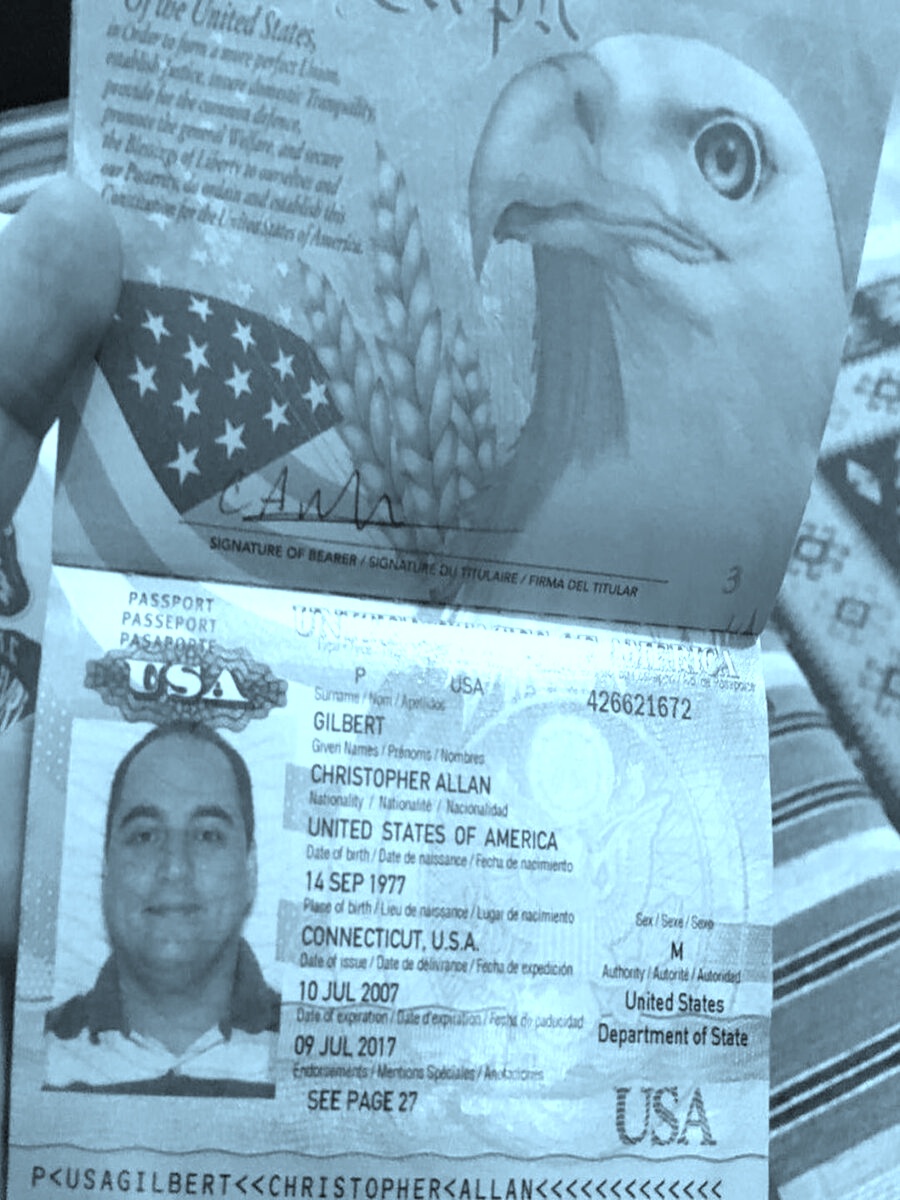 Of the United States,
in Order to form a more perfect Union,
establish Justice, insure domestic Tranquility,
provide for the common defence,
promote the general Welfare, and secure
the Blessings of Liberty to ourselves and
our Posterity, do ordain and establish this
Constitution for the United States of America.
SIGNATURE OF BEARER / SIGNATURE DU TITULAIRE / FIRMA DEL TITULAR
3
PASSPORT
PASSEPORT
PASAPORTE
USA
P USA 426621672
Surname / Nom / Apellidos
GILBERT
Given Names / Prénoms / Nombres
CHRISTOPHER ALLAN
Nationality / Nationalité / Nacionalidad
UNITED STATES OF AMERICA
Date of birth / Date de naissance / Fecha de nacimiento
14 SEP 1977
Place of birth / Lieu de naissance / Lugar de nacimiento
CONNECTICUT, U.S.A.
Sex / Sexe / Sexo
M
Date of issue / Date de délivrance / Fecha de expedición
10 JUL 2007
Authority / Autorité / Autoridad
United States
Department of State
Date of expiration / Date d'expiration / Fecha de caducidad
09 JUL 2017
Endorsements / Mentions Spéciales / Anotaciones
SEE PAGE 27
USA
P<USAGILBERT<<CHRISTOPHER<ALLAN<<<<<<<<<<<<<